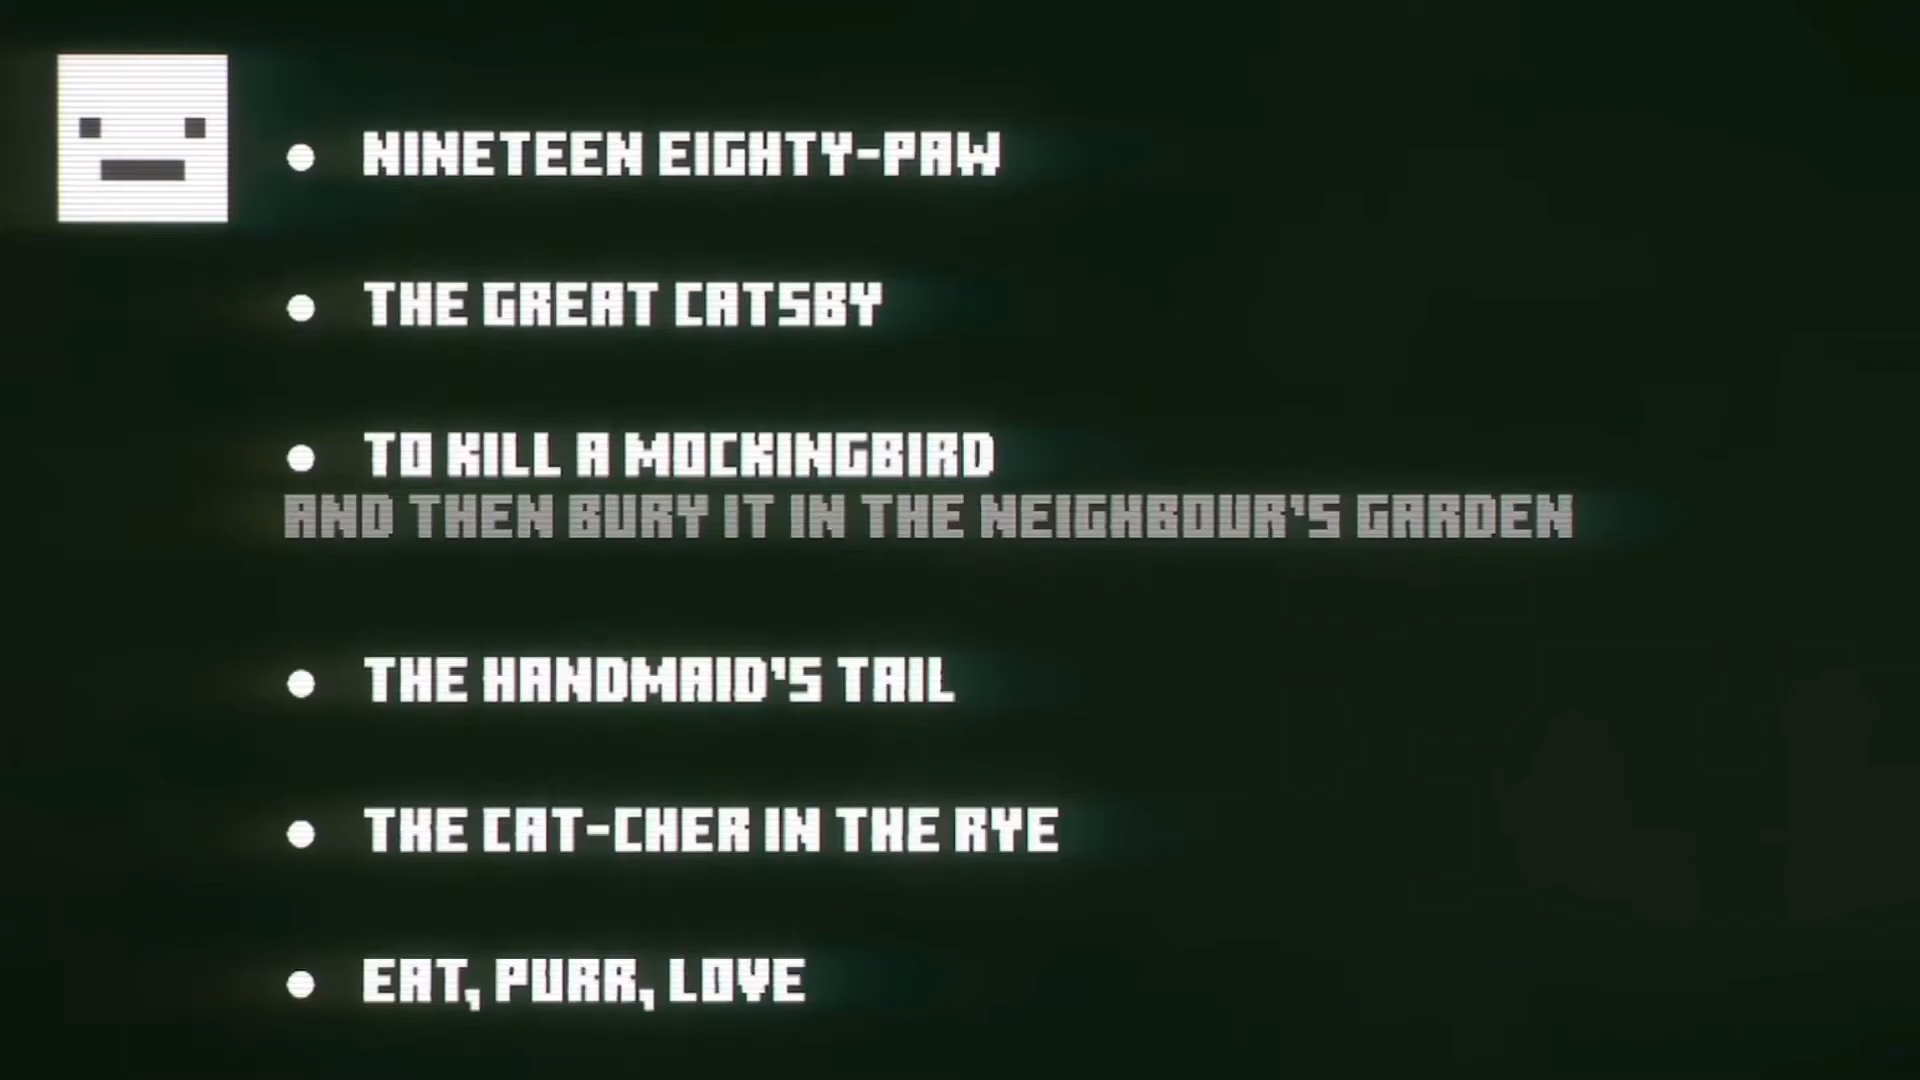 • NINETEEN EIGHTY-PAW
• THE GREAT CATSBY
• TO KILL A MOCKINGBIRD
AND THEN BURY IT IN THE NEIGHBOUR'S GARDEN
• THE HANDMAID'S TAIL
• THE CAT-CHER IN THE RYE
• EAT, PURR, LOVE